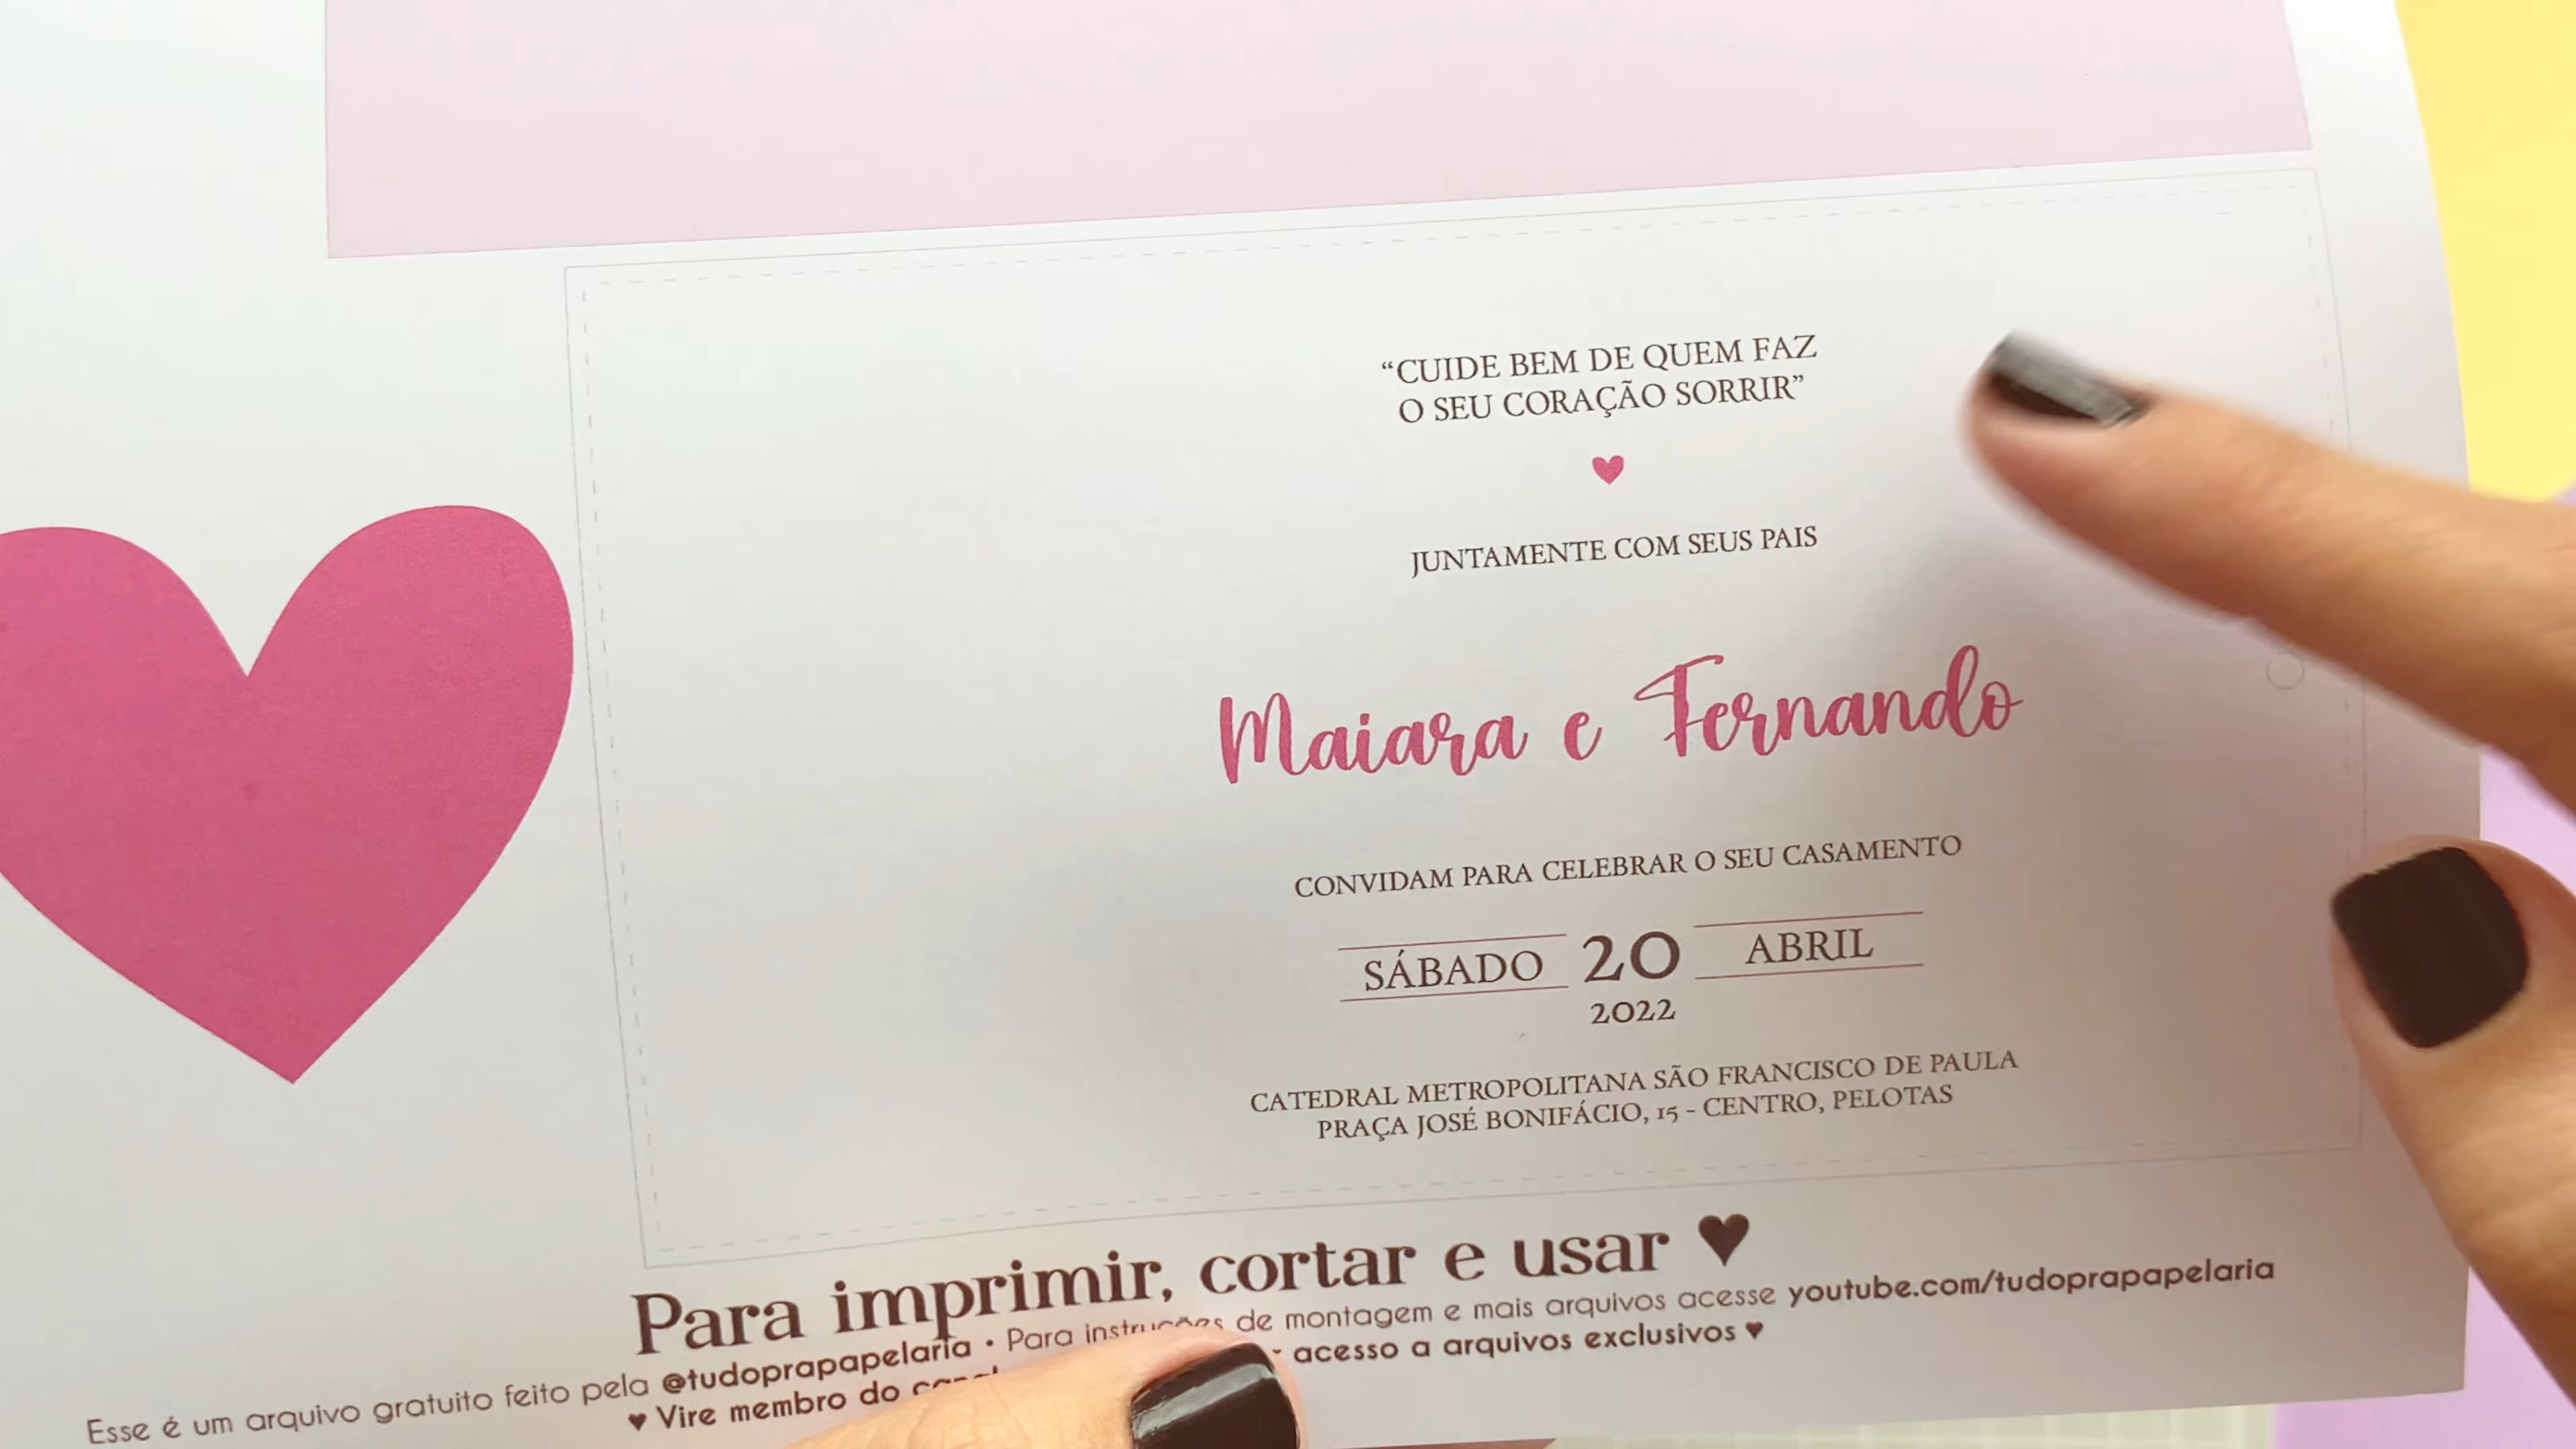 “CUIDE BEM DE QUEM FAZ
O SEU CORAÇÃO SORRIR”
JUNTAMENTE COM SEUS PAIS
Maiara e Fernando
CONVIDAM PARA CELEBRAR O SEU CASAMENTO
SÁBADO 20 ABRIL
2022
CATEDRAL METROPOLITANA SÃO FRANCISCO DE PAULA
PRAÇA JOSÉ BONIFÁCIO, 15 - CENTRO, PELOTAS
Para imprimir, cortar e usar ♥
Esse é um arquivo gratuito feito pela @tudoprapapelaria • Para instruções de montagem e mais arquivos acesse youtube.com/tudoprapapelaria
♥ Vire membro do acesso a arquivos exclusivos ♥